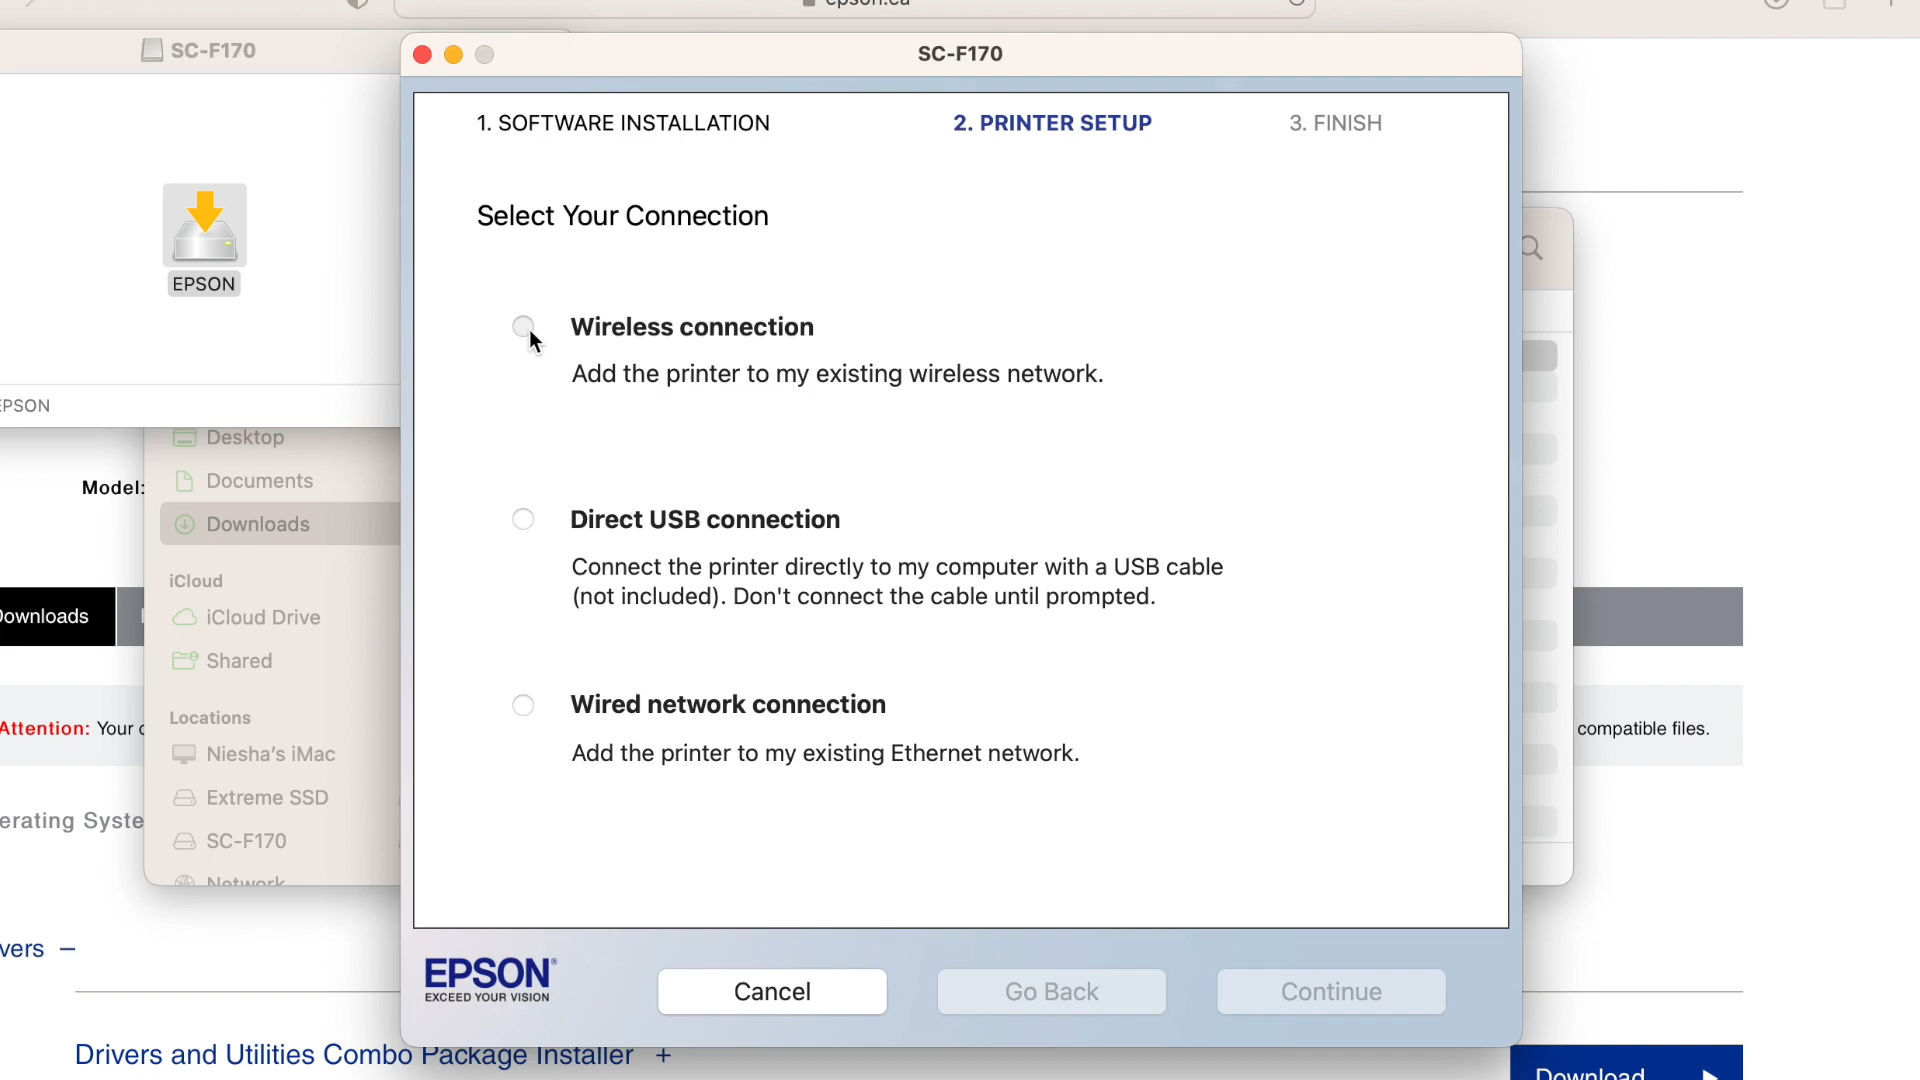 SC-F170
SC-F170
1. SOFTWARE INSTALLATION
2. PRINTER SETUP
3. FINISH
Select Your Connection
Wireless connection
Add the printer to my existing wireless network.
Direct USB connection
Connect the printer directly to my computer with a USB cable
(not included). Don't connect the cable until prompted.
Wired network connection
Add the printer to my existing Ethernet network.
EPSON
EXCEED YOUR VISION
Cancel
Go Back
Continue
EPSON
EPSON
Desktop
Documents
Downloads
iCloud
iCloud Drive
Shared
Locations
Niesha's iMac
Extreme SSD
SC-F170
Network
Model:
Downloads
Attention: Your
compatible files.
erating Syste
vers –
Drivers and Utilities Combo Package Installer +
Download